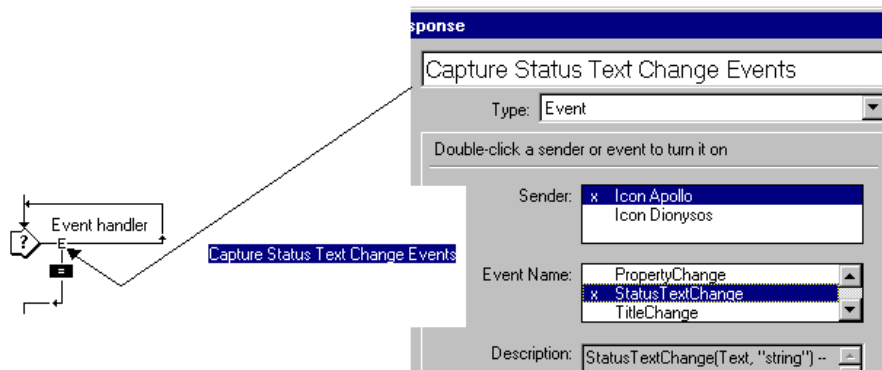 sponse
Capture Status Text Change Events
Type: Event
Double-click a sender or event to turn it on
Sender: x Icon Apollo
Icon Dionysos
Event handler
?
E
=
Capture Status Text Change Events
Event Name: PropertyChange
x StatusTextChange
TitleChange
Description: StatusTextChange(Text, "string") --